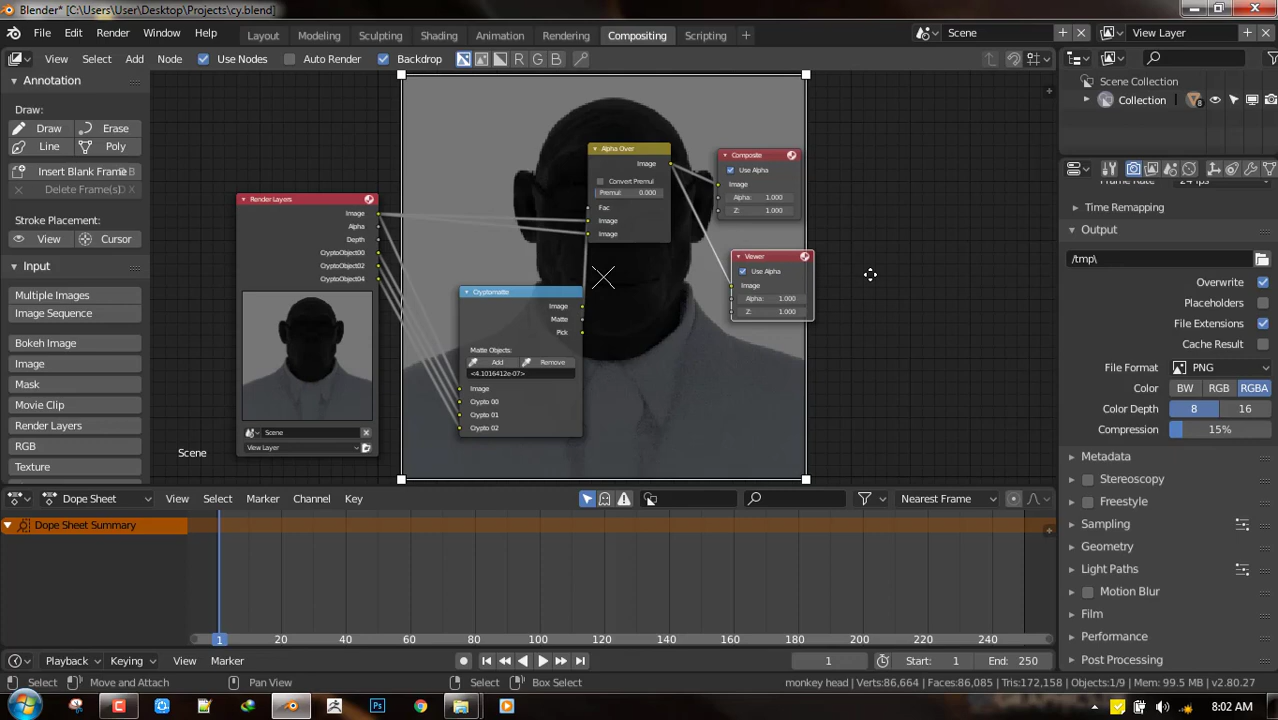 Blender* [C:\Users\User\Desktop\Projects\cy.blend]
File Edit Render Window Help
Layout Modeling Sculpting Shading Animation Rendering Compositing Scripting
Scene
View Layer
View Select Add Node Use Nodes Auto Render Backdrop R G B
Annotation
Draw:
Draw Erase
Line Poly
Insert Blank Frame
Delete Frame(s)
Stroke Placement:
View Cursor
Input
Multiple Images
Image Sequence
Bokeh Image
Image
Mask
Movie Clip
Render Layers
RGB
Texture
Render Layers
Image
Alpha
Depth
CryptoObject00
CryptoObject02
CryptoObject04
Scene
View Layer
Cryptomatte
Image
Matte
Pick
Matte Objects:
Add Remove
<4.1016412e-07>
Image
Crypto 00
Crypto 01
Crypto 02
Alpha Over
Image
Convert Premul
Premul: 0.000
Fac
Image
Image
Composite
Use Alpha
Image
Alpha: 1.000
Z: 1.000
Viewer
Use Alpha
Image
Alpha: 1.000
Z: 1.000
Scene
Scene Collection
Collection 8
24 fps
Time Remapping
Output
/tmp\
Overwrite
Placeholders
File Extensions
Cache Result
File Format PNG
Color BW RGB RGBA
Color Depth 8 16
Compression 15%
Metadata
Stereoscopy
Freestyle
Sampling
Geometry
Light Paths
Motion Blur
Film
Performance
Post Processing
Dope Sheet View Select Marker Channel Key Nearest Frame
Dope Sheet Summary
1 20 40 60 80 100 120 140 160 180 200 220 240
Playback Keying View Marker 1 Start: 1 End: 250
Select Move and Attach Pan View Select Box Select monkey head | Verts:86,664 | Faces:86,085 | Tris:172,158 | Objects:1/9 | Mem: 99.5 MB | v2.80.27
Ps
8:02 AM